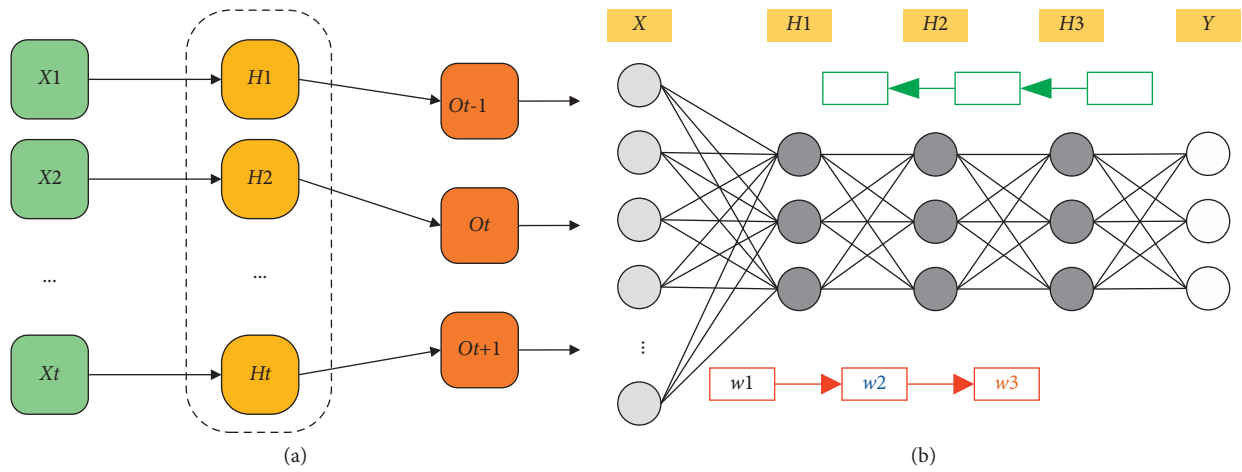 X1
H1
Ot-1
X2
H2
Ot
...
...
Xt
Ht
Ot+1
(a)
X
H1
H2
H3
Y
...
w1
w2
w3
(b)